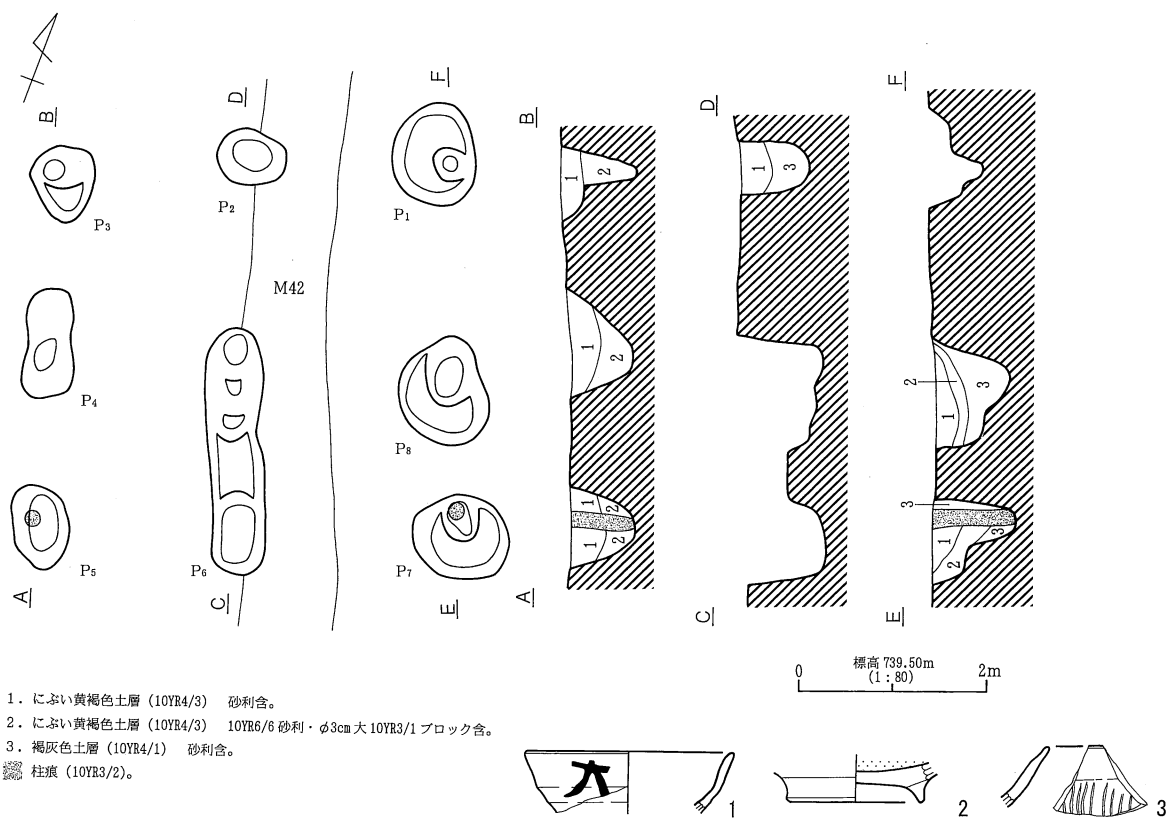 B
D
F
P3
P2
P1
M42
P4
P8
P5
P6
P7
A
C
E
B
D
F
1
2
1
3
1
2
2
3
1
1
2
1
2
3
1
3
2
A
C
E
標高 739.50m
0 (1:80) 2m
1. にぶい黄褐色土層 (10YR4/3) 砂利含。
2. にぶい黄褐色土層 (10YR4/3) 10YR6/6 砂利・φ3cm 大 10YR3/1 ブロック含。
3. 褐灰色土層 (10YR4/1) 砂利含。
柱痕 (10YR3/2)。
大
1
2
3